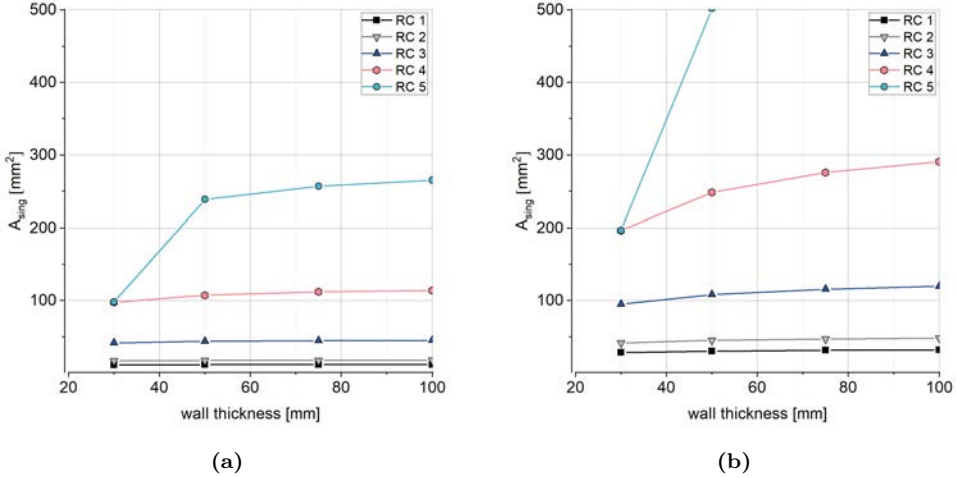 500
400
300
200
100
20
40
60
80
100
A_sing [mm²]
wall thickness [mm]
RC 1
RC 2
RC 3
RC 4
RC 5
(a)
500
400
300
200
100
20
40
60
80
100
A_sing [mm²]
wall thickness [mm]
RC 1
RC 2
RC 3
RC 4
RC 5
(b)